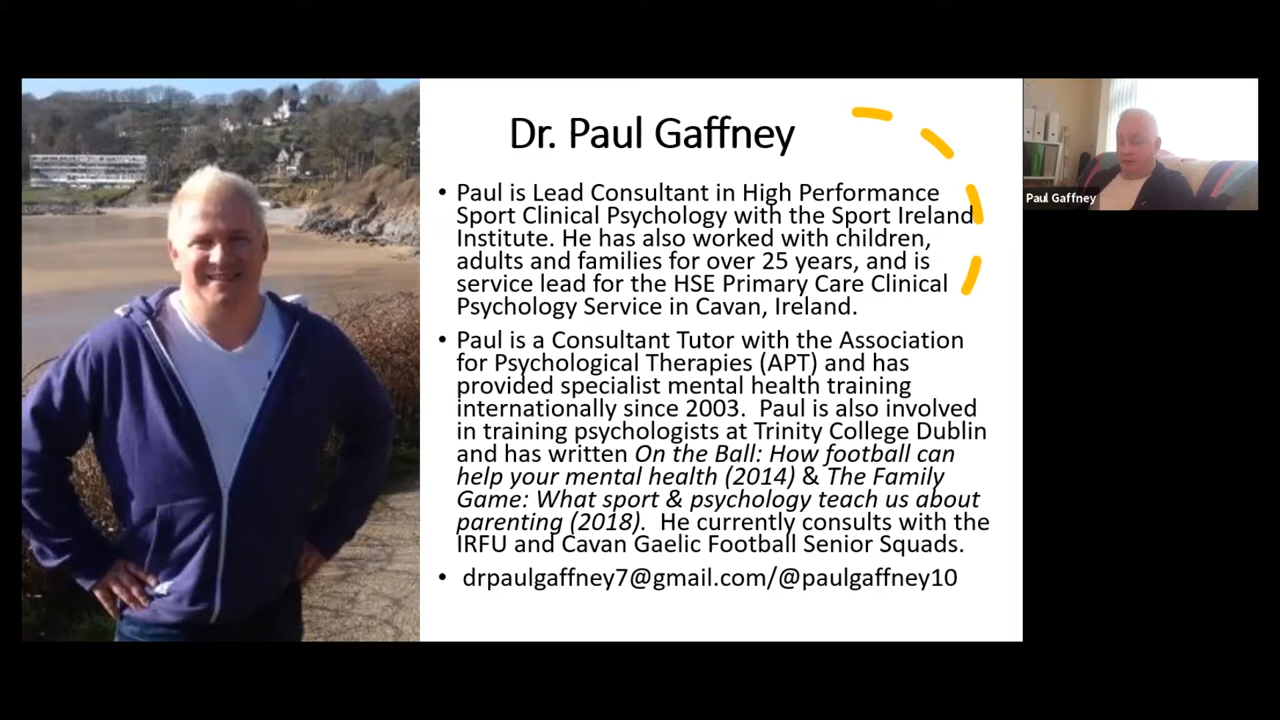 Dr. Paul Gaffney
• Paul is Lead Consultant in High Performance
Sport Clinical Psychology with the Sport Ireland
Institute. He has also worked with children,
adults and families for over 25 years, and is
service lead for the HSE Primary Care Clinical
Psychology Service in Cavan, Ireland.
• Paul is a Consultant Tutor with the Association
for Psychological Therapies (APT) and has
provided specialist mental health training
internationally since 2003.  Paul is also involved
in training psychologists at Trinity College Dublin
and has written On the Ball: How football can
help your mental health (2014) & The Family
Game: What sport & psychology teach us about
parenting (2018).  He currently consults with the
IRFU and Cavan Gaelic Football Senior Squads.
• drpaulgaffney7@gmail.com/@paulgaffney10
Paul Gaffney